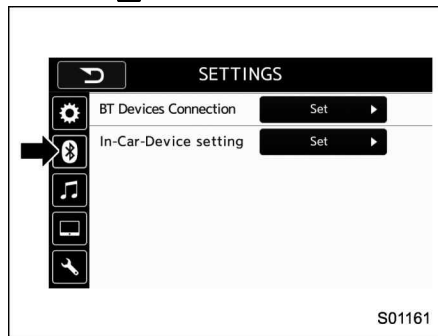 SETTINGS
BT Devices Connection Set
In-Car-Device setting Set
S01161